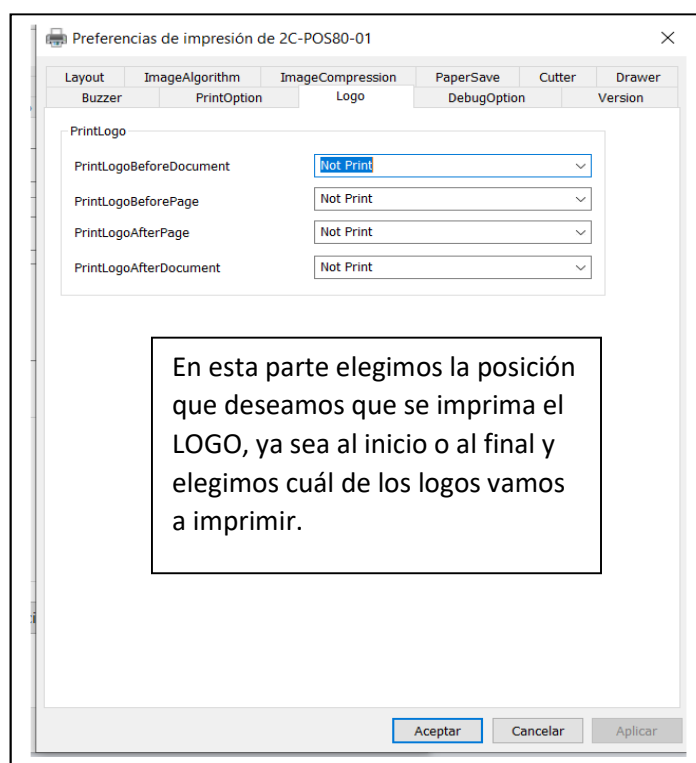 Preferencias de impresión de 2C-POS80-01
Layout ImageAlgorithm ImageCompression PaperSave Cutter Drawer
Buzzer PrintOption Logo DebugOption Version
PrintLogo
PrintLogoBeforeDocument Not Print
PrintLogoBeforePage Not Print
PrintLogoAfterPage Not Print
PrintLogoAfterDocument Not Print
En esta parte elegimos la posición
que deseamos que se imprima el
LOGO, ya sea al inicio o al final y
elegimos cuál de los logos vamos
a imprimir.
Aceptar Cancelar Aplicar